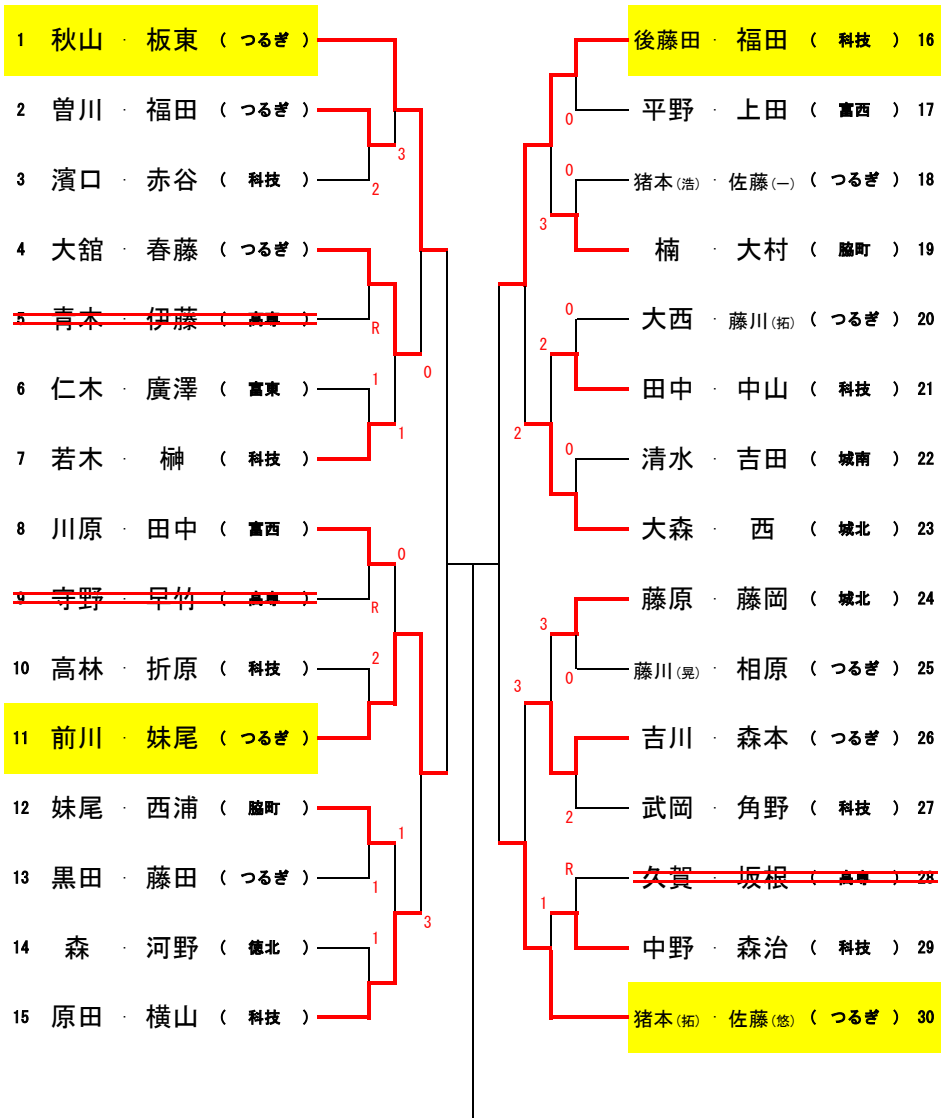 1 秋山 · 板東 ( つるぎ )
2 曽川 · 福田 ( つるぎ )
3
3 濱口 · 赤谷 ( 科技 )
2
4 大舘 · 春藤 ( つるぎ )
5 青木 · 伊藤 ( 高専 )
R
0
6 仁木 · 廣澤 ( 富東 )
1
1
7 若木 · 榊 ( 科技 )
8 川原 · 田中 ( 富西 )
0
9 寺野 · 早竹 ( 高専 )
R
10 高林 · 折原 ( 科技 )
2
11 前川 · 妹尾 ( つるぎ )
12 妹尾 · 西浦 ( 脇町 )
1
13 黒田 · 藤田 ( つるぎ )
1
3
14 森 · 河野 ( 徳北 )
1
15 原田 · 横山 ( 科技 )
後藤田 · 福田 ( 科技 ) 16
0
平野 · 上田 ( 富西 ) 17
0
猪本(浩) · 佐藤(一) ( つるぎ ) 18
3
楠 · 大村 ( 脇町 ) 19
0
大西 · 藤川(拓) ( つるぎ ) 20
2
田中 · 中山 ( 科技 ) 21
2
0
清水 · 吉田 ( 城南 ) 22
大森 · 西 ( 城北 ) 23
藤原 · 藤岡 ( 城北 ) 24
3
0
藤川(晃) · 相原 ( つるぎ ) 25
3
吉川 · 森本 ( つるぎ ) 26
2
武岡 · 角野 ( 科技 ) 27
R
久賀 · 坂根 ( 高専 ) 28
1
中野 · 森治 ( 科技 ) 29
猪本(拓) · 佐藤(悠) ( つるぎ ) 30